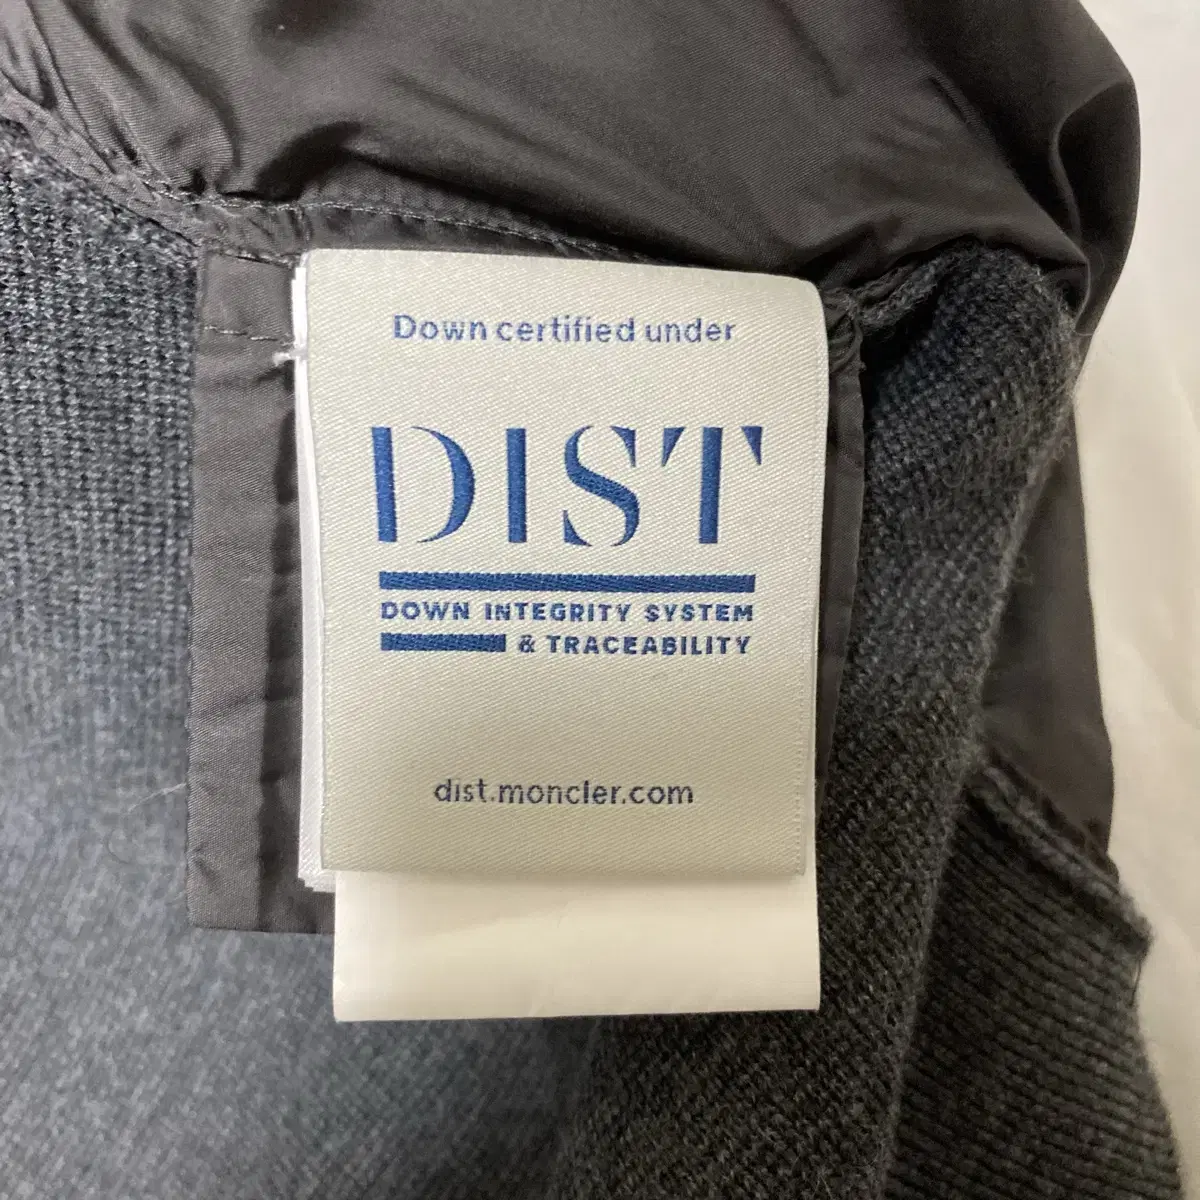 Down certified under
DIST
DOWN INTEGRITY SYSTEM
& TRACEABILITY
dist.moncler.com